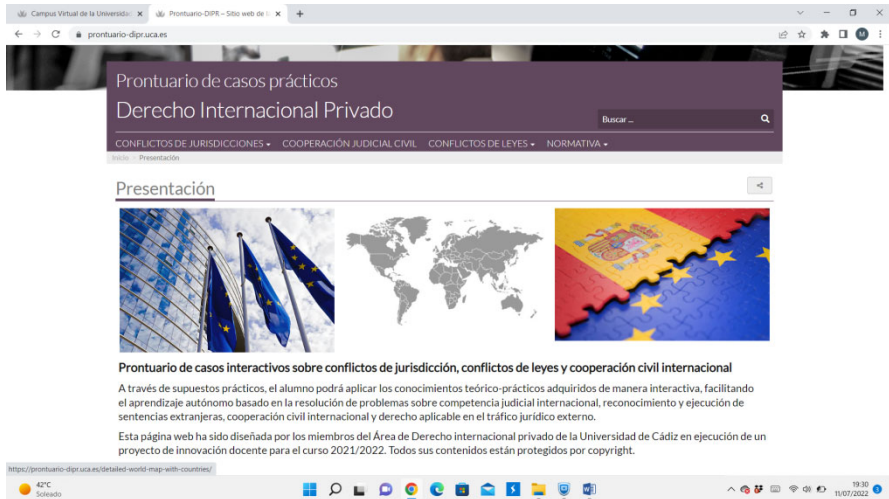 Campus Virtual de la Universidad
Prontuario-DIPR – Sitio web de l
prontuario-dipr.uca.es
M
Prontuario de casos prácticos
Derecho Internacional Privado
Buscar ...
CONFLICTOS DE JURISDICCIONES COOPERACIÓN JUDICIAL CIVIL CONFLICTOS DE LEYES NORMATIVA
Inicio > Presentación
Presentación
Prontuario de casos interactivos sobre conflictos de jurisdicción, conflictos de leyes y cooperación civil internacional
A través de supuestos prácticos, el alumno podrá aplicar los conocimientos teórico-prácticos adquiridos de manera interactiva, facilitando
el aprendizaje autónomo basado en la resolución de problemas sobre competencia judicial internacional, reconocimiento y ejecución de
sentencias extranjeras, cooperación civil internacional y derecho aplicable en el tráfico jurídico externo.
Esta página web ha sido diseñada por los miembros del Área de Derecho internacional privado de la Universidad de Cádiz en ejecución de un
proyecto de innovación docente para el curso 2021/2022. Todos sus contenidos están protegidos por copyright.
https://prontuario-dipr.uca.es/detailed-world-map-with-countries/
42°C
Soleado
19:30
11/07/2022
3